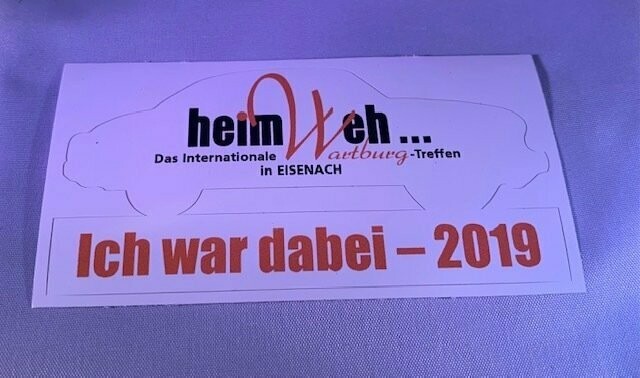 heimWeh ...
Das Internationale Wartburg-Treffen
in EISENACH
Ich war dabei – 2019